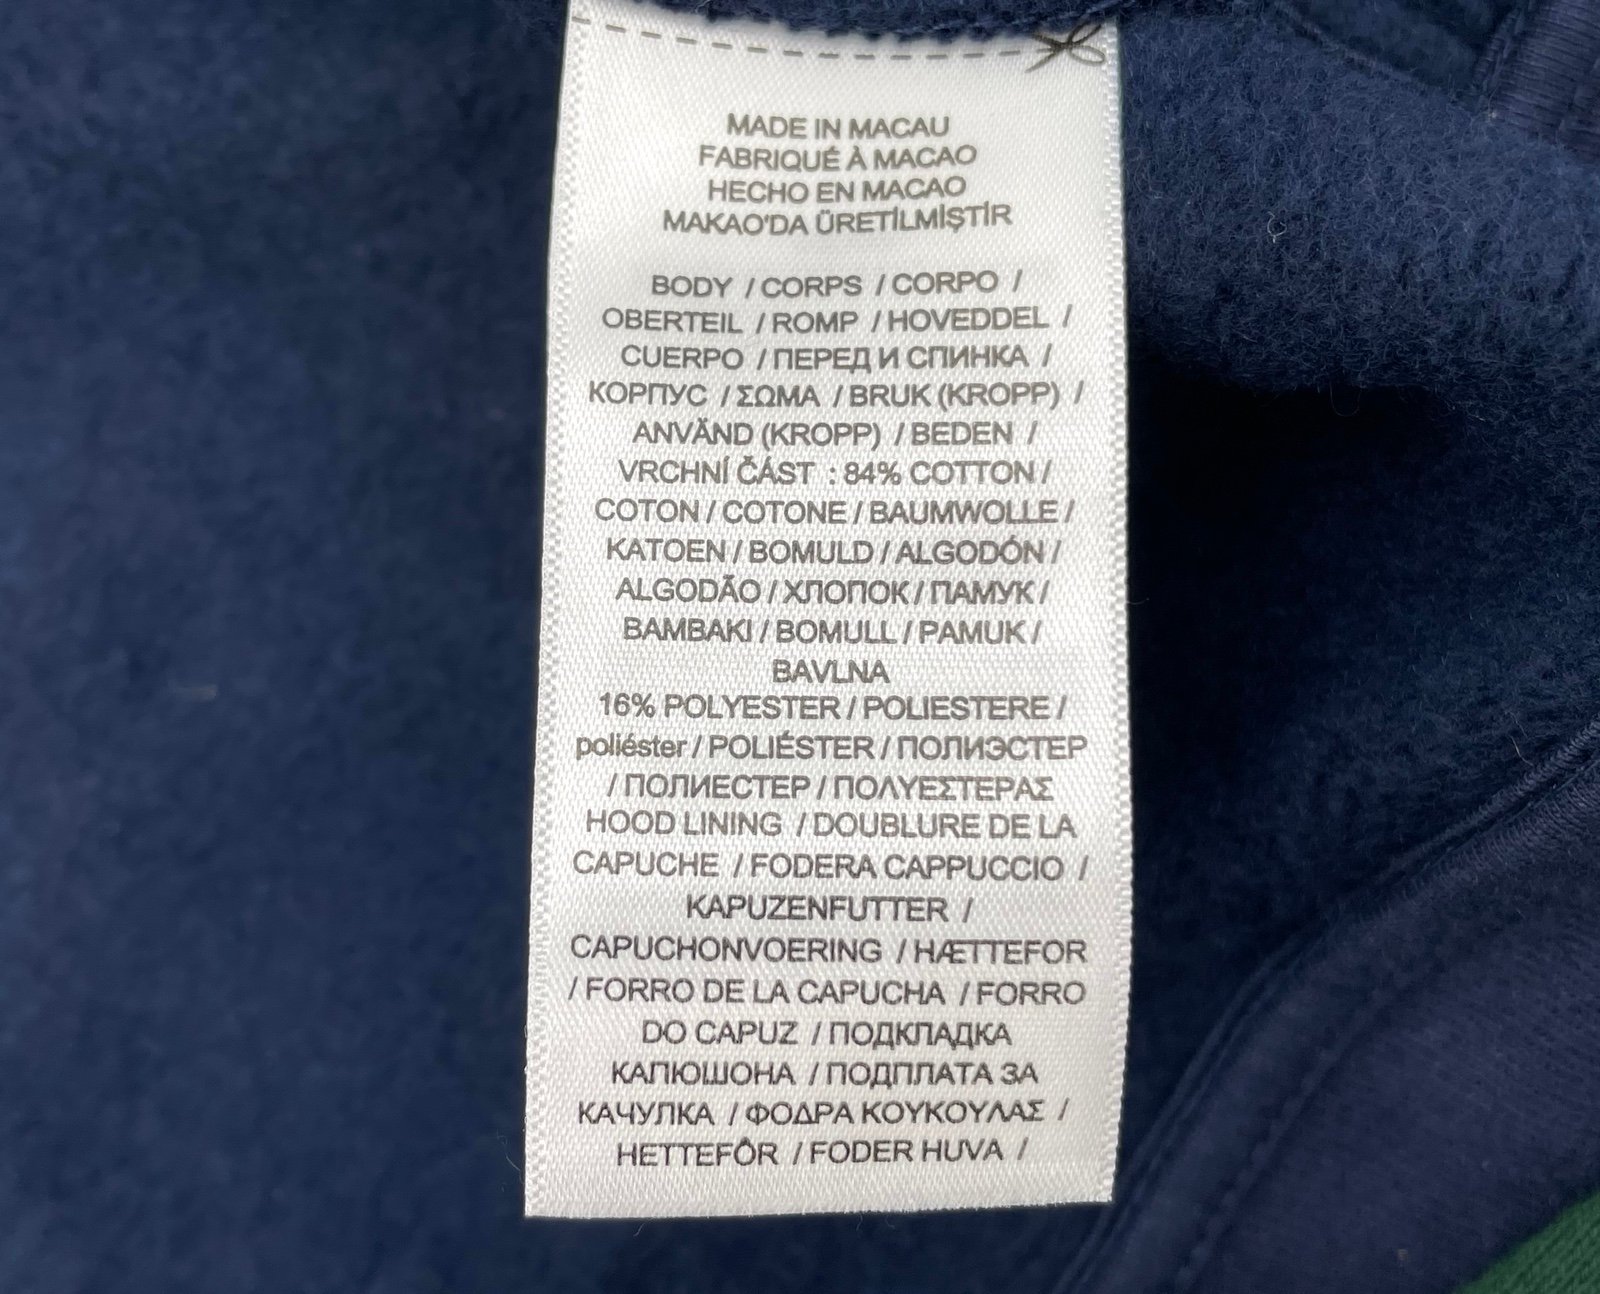 MADE IN MACAU
FABRIQUÉ À MACAO
HECHO EN MACAO
MAKAO'DA ÜRETİLMİŞTİR
BODY / CORPS / CORPO /
OBERTEIL / ROMP / HOVEDDEL /
CUERPO / ПЕРЕД И СПИНКА /
КОРПУС / ΣΩΜΑ / BRUK (KROPP) /
ANVÄND (KROPP) / BEDEN /
VRCHNÍ ČÁST : 84% COTTON /
COTON / COTONE / BAUMWOLLE /
KATOEN / BOMULD / ALGODÓN /
ALGODÃO / ХЛОПОК / ПАМУК /
BAMBAKI / BOMULL / PAMUK /
BAVLNA
16% POLYESTER / POLIESTERE /
poliéster / POLIÉSTER / ПОЛИЭСТЕР
/ ПОЛИЕСТЕР / ΠΟΛΥΕΣΤΕΡΑΣ
HOOD LINING / DOUBLURE DE LA
CAPUCHE / FODERA CAPPUCCIO /
KAPUZENFUTTER /
CAPUCHONVOERING / HÆTTEFOR
/ FORRO DE LA CAPUCHA / FORRO
DO CAPUZ / ПОДКЛАДКА
КАПЮШОНА / ПОДПЛАТА ЗА
КАЧУЛКА / ΦΟΔΡΑ ΚΟΥΚΟΥΛΑΣ /
HETTEFÔR / FODER HUVA /